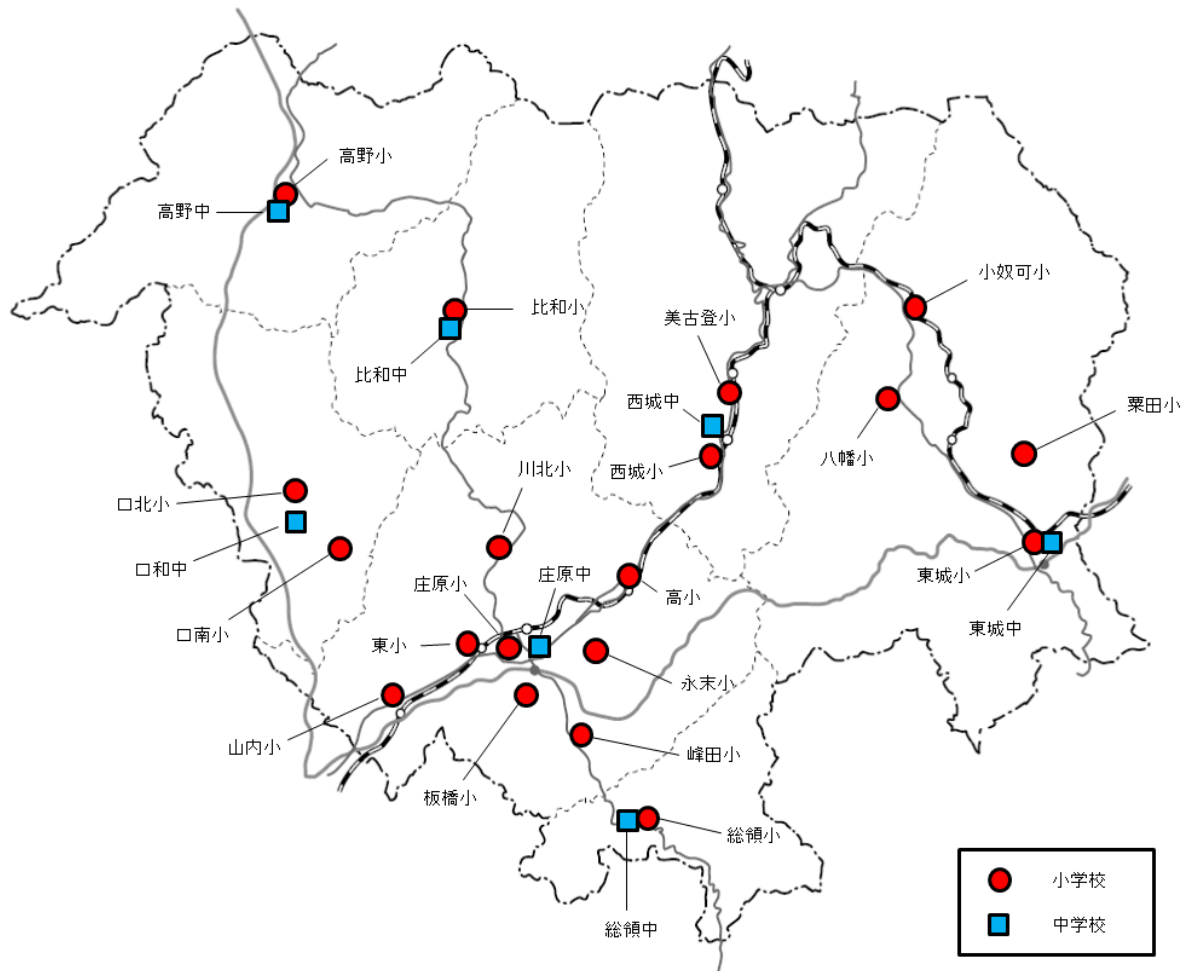 高野小
高野中
小奴可小
比和小
美古登小
比和中
西城中
粟田小
八幡小
西城小
川北小
口北小
口和中
庄原小
庄原中
東城小
高小
口南小
東城中
東小
永末小
山内小
峰田小
板橋小
総領小
総領中
小学校
中学校